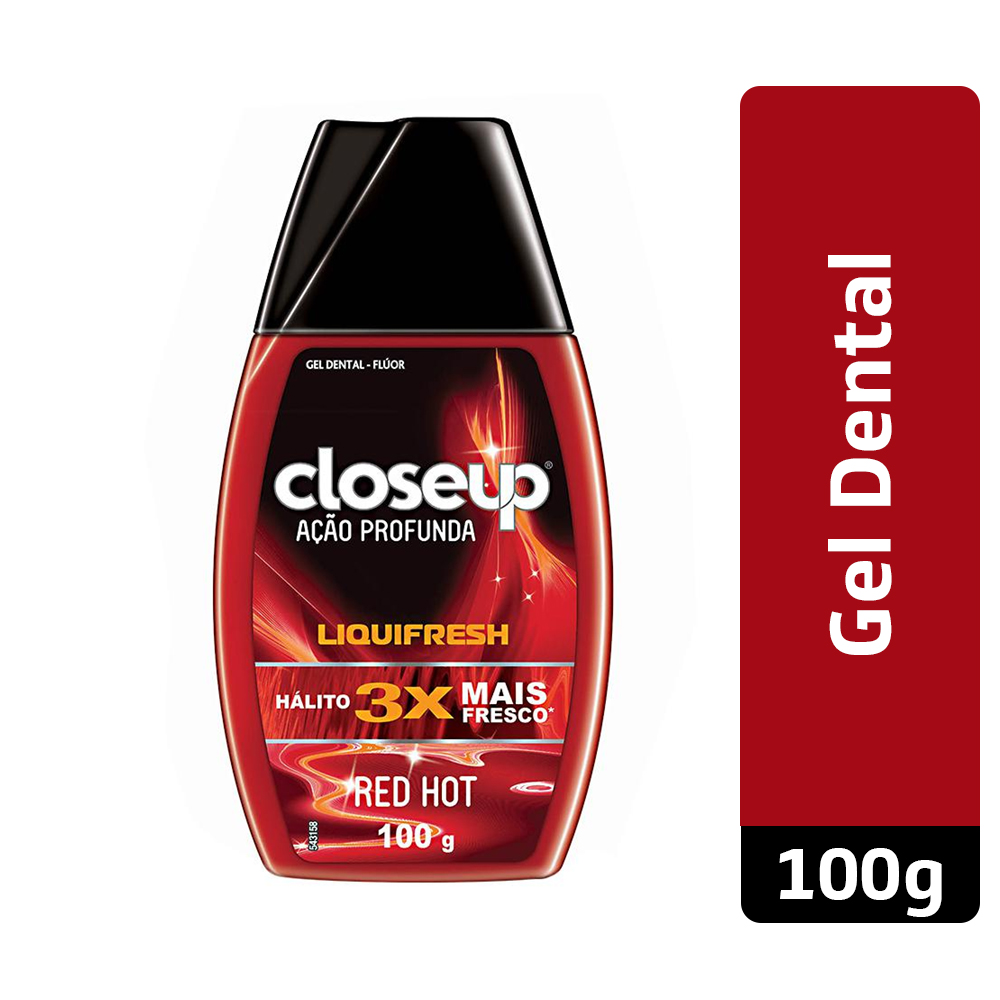 GEL DENTAL - FLÚOR
closeup®
AÇÃO PROFUNDA
LIQUIFRESH
HÁLITO 3X MAIS FRESCO*
RED HOT
100 g
543158
Gel Dental
100g